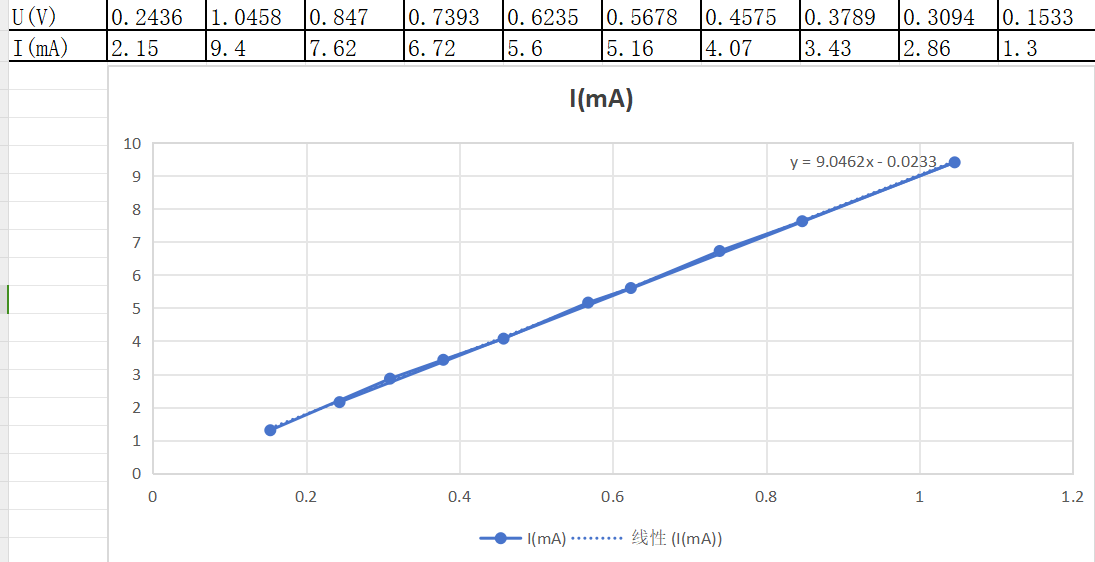 U(V) 0.2436 1.0458 0.847 0.7393 0.6235 0.5678 0.4575 0.3789 0.3094 0.1533
I(mA) 2.15 9.4 7.62 6.72 5.6 5.16 4.07 3.43 2.86 1.3
I(mA)
10
y = 9.0462x - 0.0233
9
8
7
6
5
4
3
2
1
0
0 0.2 0.4 0.6 0.8 1 1.2
I(mA) 线性 (I(mA))